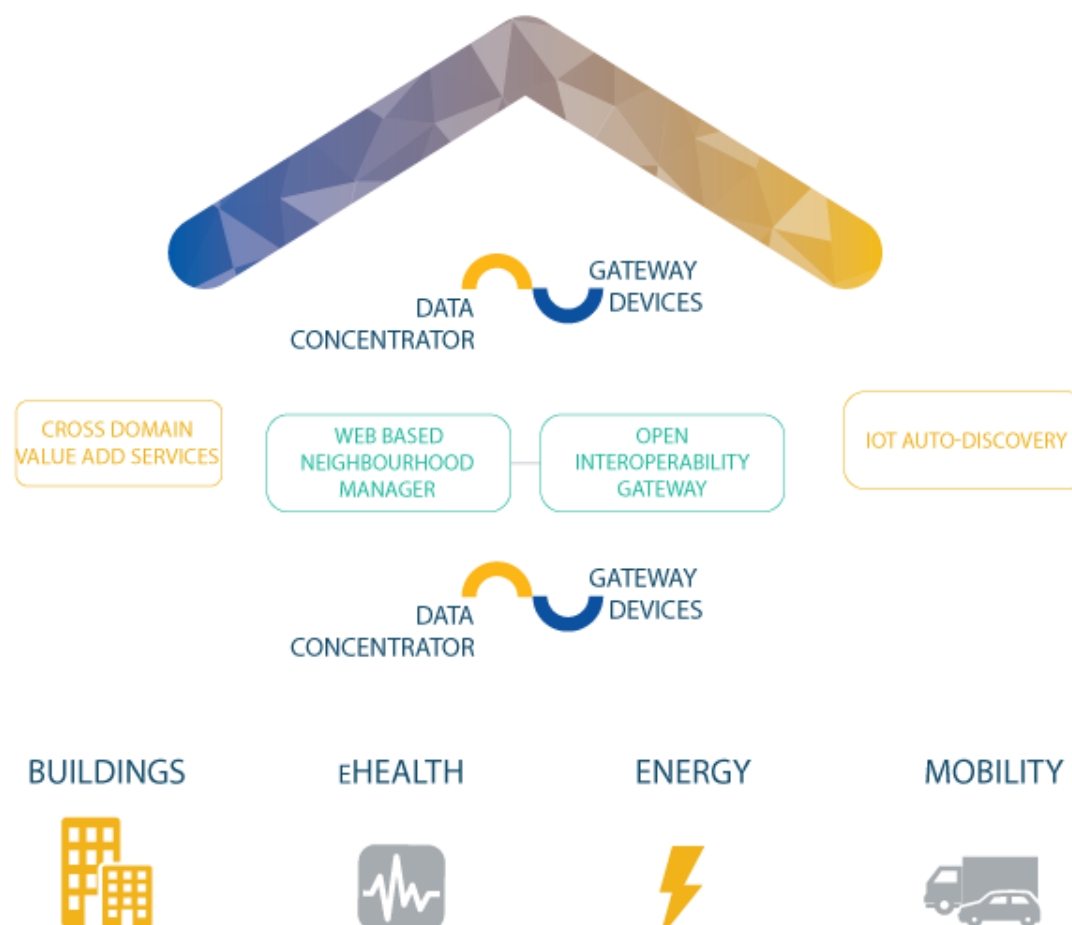 GATEWAY
DEVICES
DATA
CONCENTRATOR
CROSS DOMAIN
VALUE ADD SERVICES
WEB BASED
NEIGHBOURHOOD
MANAGER
OPEN
INTEROPERABILITY
GATEWAY
IOT AUTO-DISCOVERY
GATEWAY
DEVICES
DATA
CONCENTRATOR
BUILDINGS
eHEALTH
ENERGY
MOBILITY